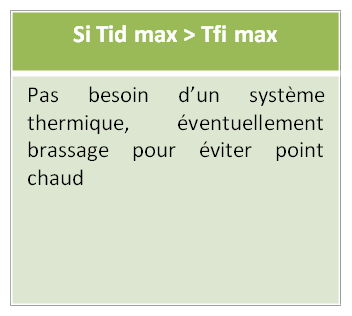 Si Tid max > Tfi max
Pas besoin d’un système
thermique, éventuellement
brassage pour éviter point
chaud